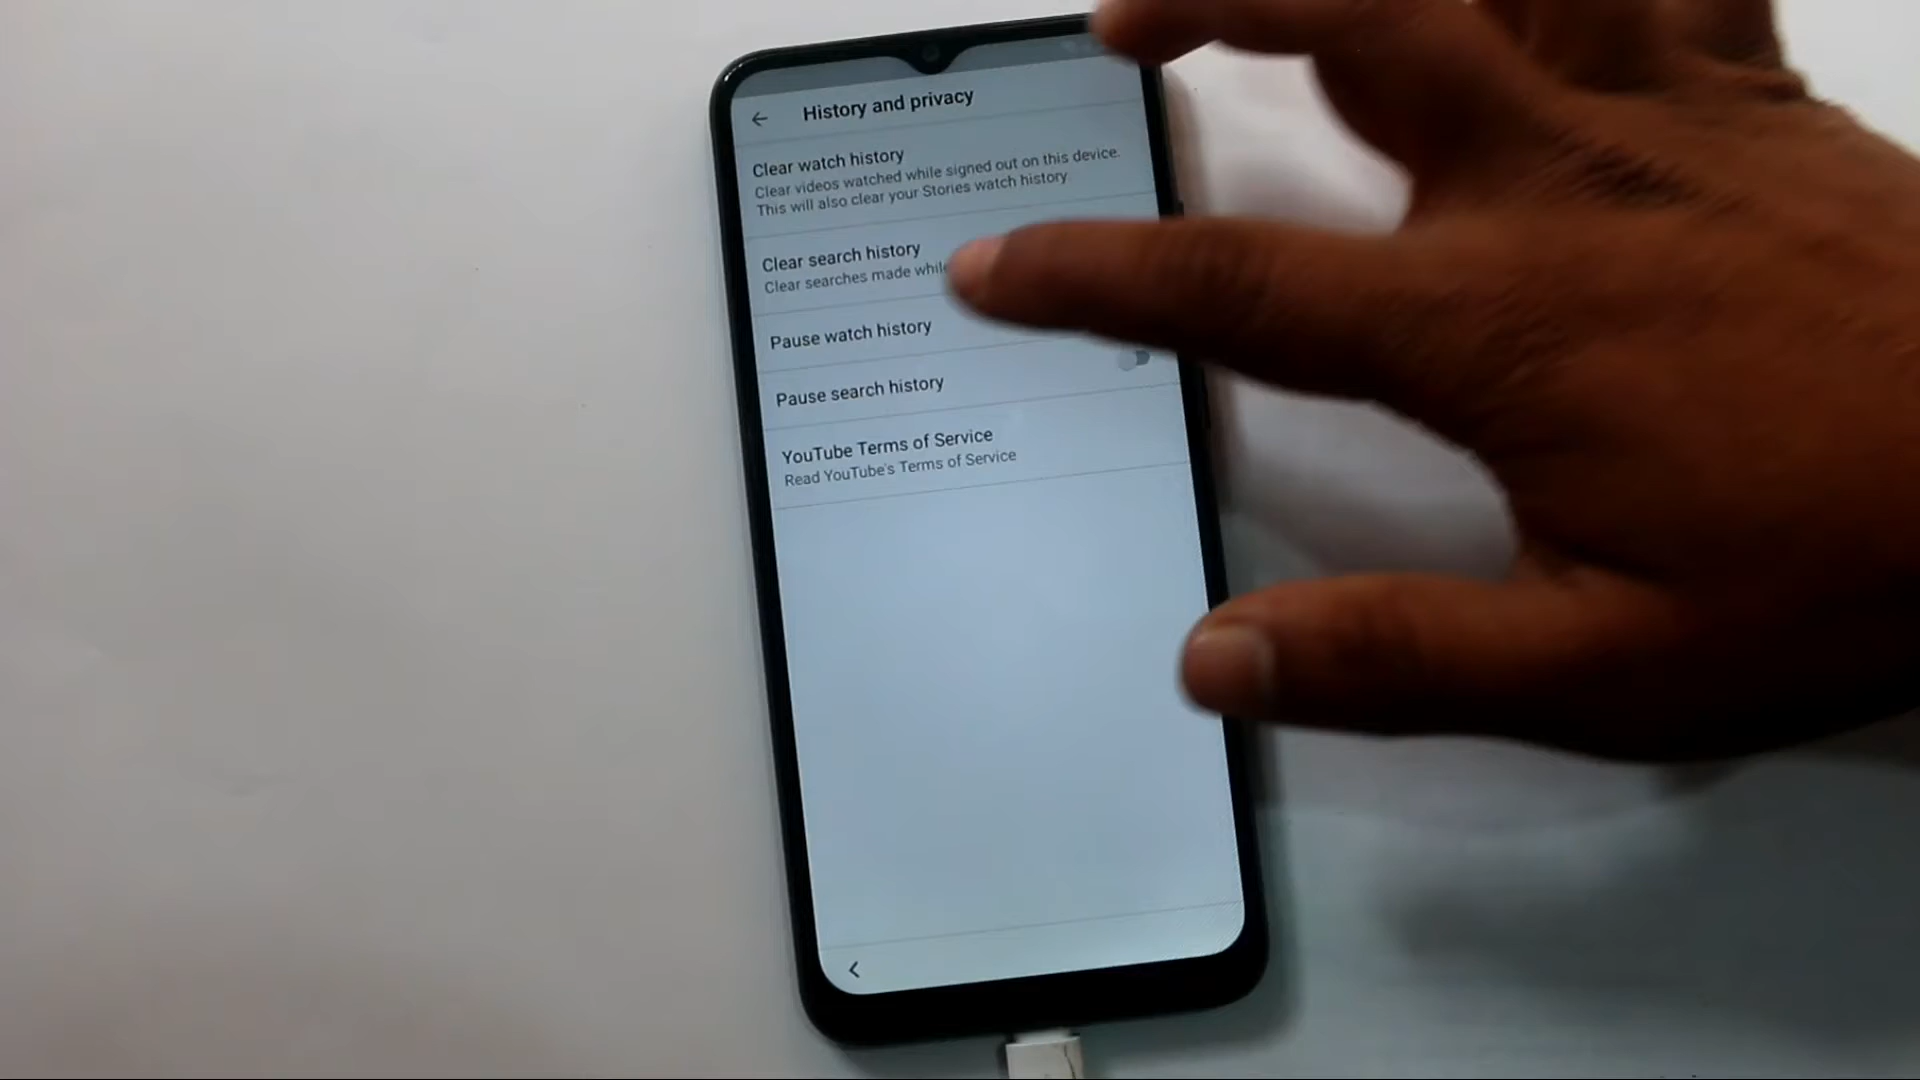 History and privacy
Clear watch history
Clear videos watched while signed out on this device.
This will also clear your Stories watch history
Clear search history
Clear searches made while
Pause watch history
Pause search history
YouTube Terms of Service
Read YouTube's Terms of Service